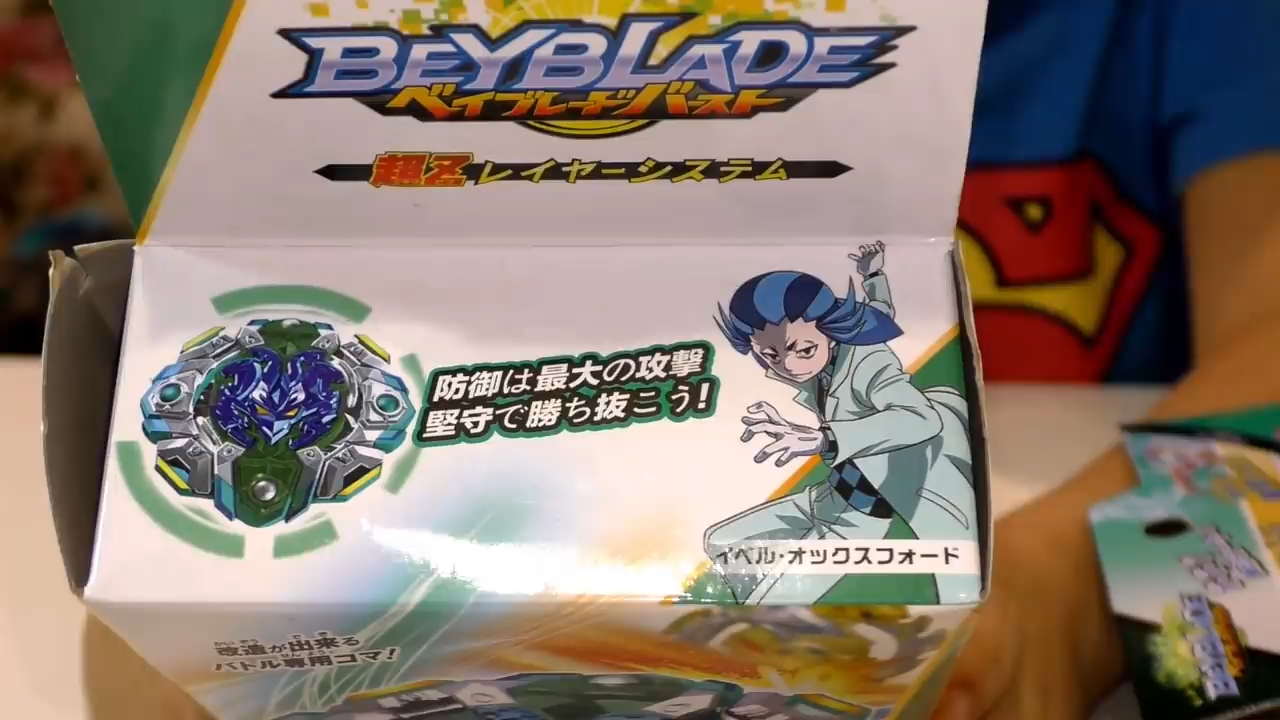 BEYBLADE
ベイブレードバースト
超Z レイヤーシステム
防御は最大の攻撃
堅守で勝ち抜こう!
イベル・オックスフォード
改造が出来る
バトル専用コマ!